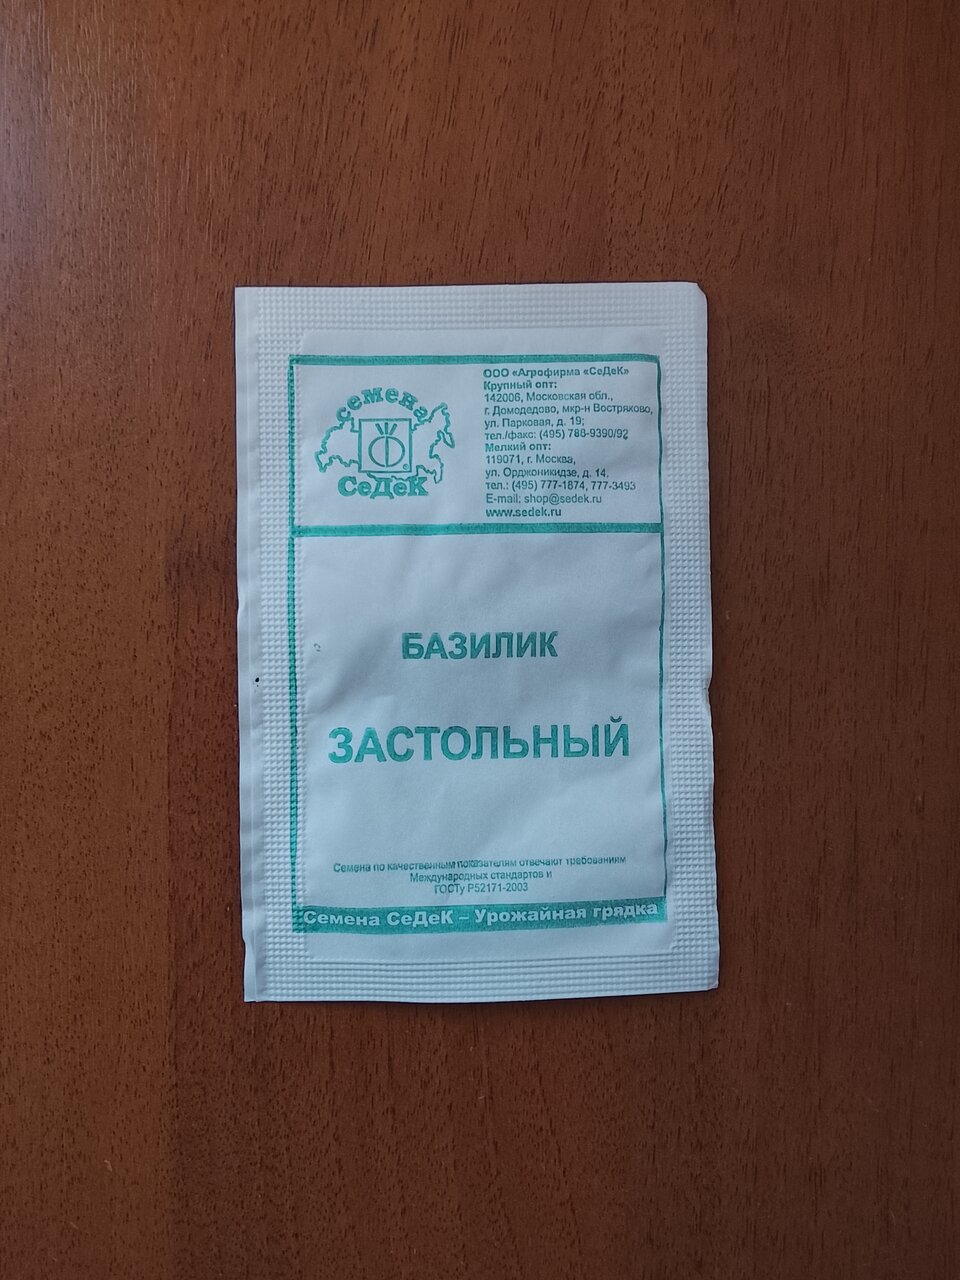 семена
СеДеК
ООО «Агрофирма «СеДеК»
Крупный опт:
142006, Московская обл.,
г. Домодедово, мкр-н Востряково,
ул. Парковая, д. 19;
тел./факс: (495) 788-9390/92
Мелкий опт:
119071, г. Москва,
ул. Орджоникидзе, д. 14,
тел.: (495) 777-1874, 777-3493
E-mail: shop@sedek.ru
www.sedek.ru
БАЗИЛИК
ЗАСТОЛЬНЫЙ
Семена по качественным показателям отвечают требованиям
Международных стандартов и
ГОСТу Р52171-2003
Семена СеДеК – Урожайная грядка